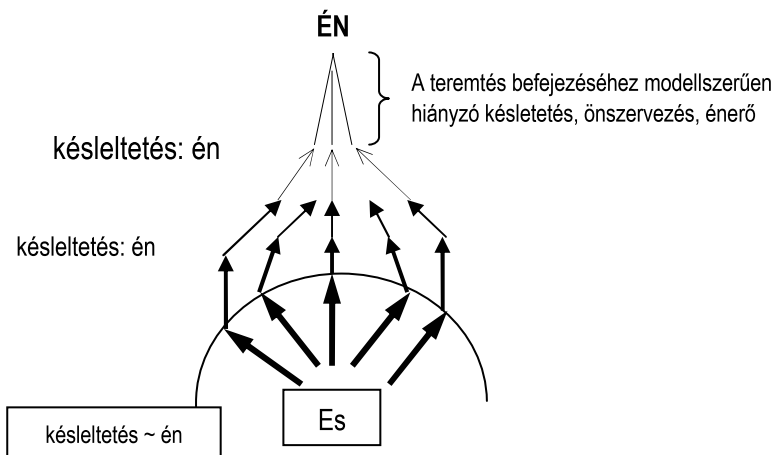 ÉN
A teremtés befejezéséhez modellszerűen
hiányzó késletetés, önszervezés, énerő
késleltetés: én
késleltetés: én
Es
késleltetés ~ én